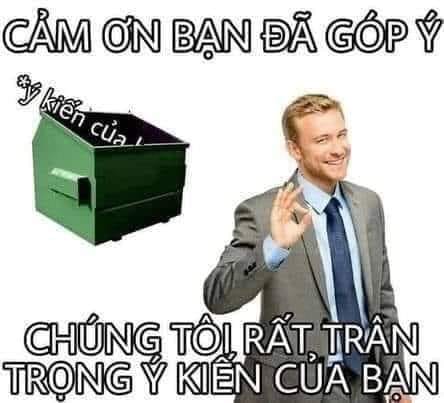 CẢM ƠN BẠN ĐÃ GÓP Ý
*ý kiến của
CHÚNG TÔI RẤT TRÂN
TRỌNG Ý KIẾN CỦA BẠN